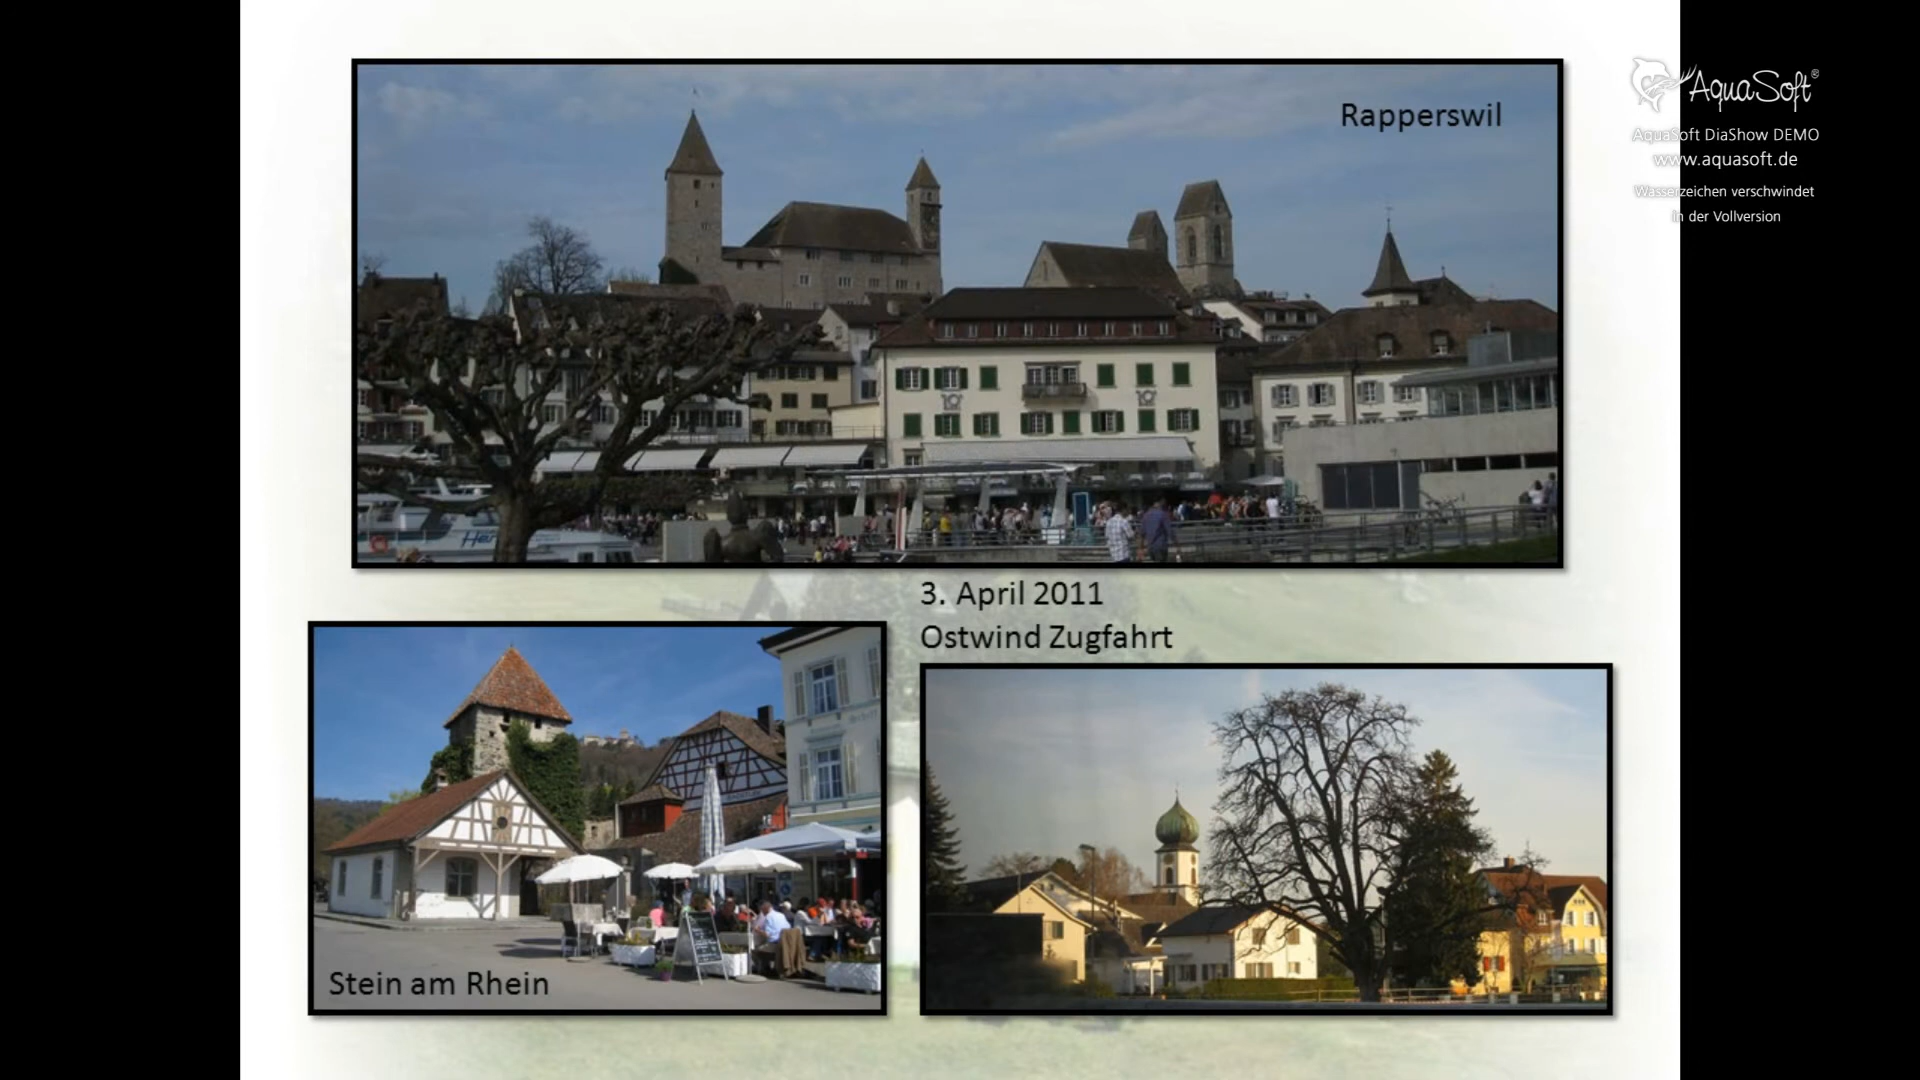 Rapperswil
AquaSoft®
AquaSoft DiaShow DEMO
www.aquasoft.de
Wasserzeichen verschwindet
in der Vollversion
3. April 2011
Ostwind Zugfahrt
Stein am Rhein